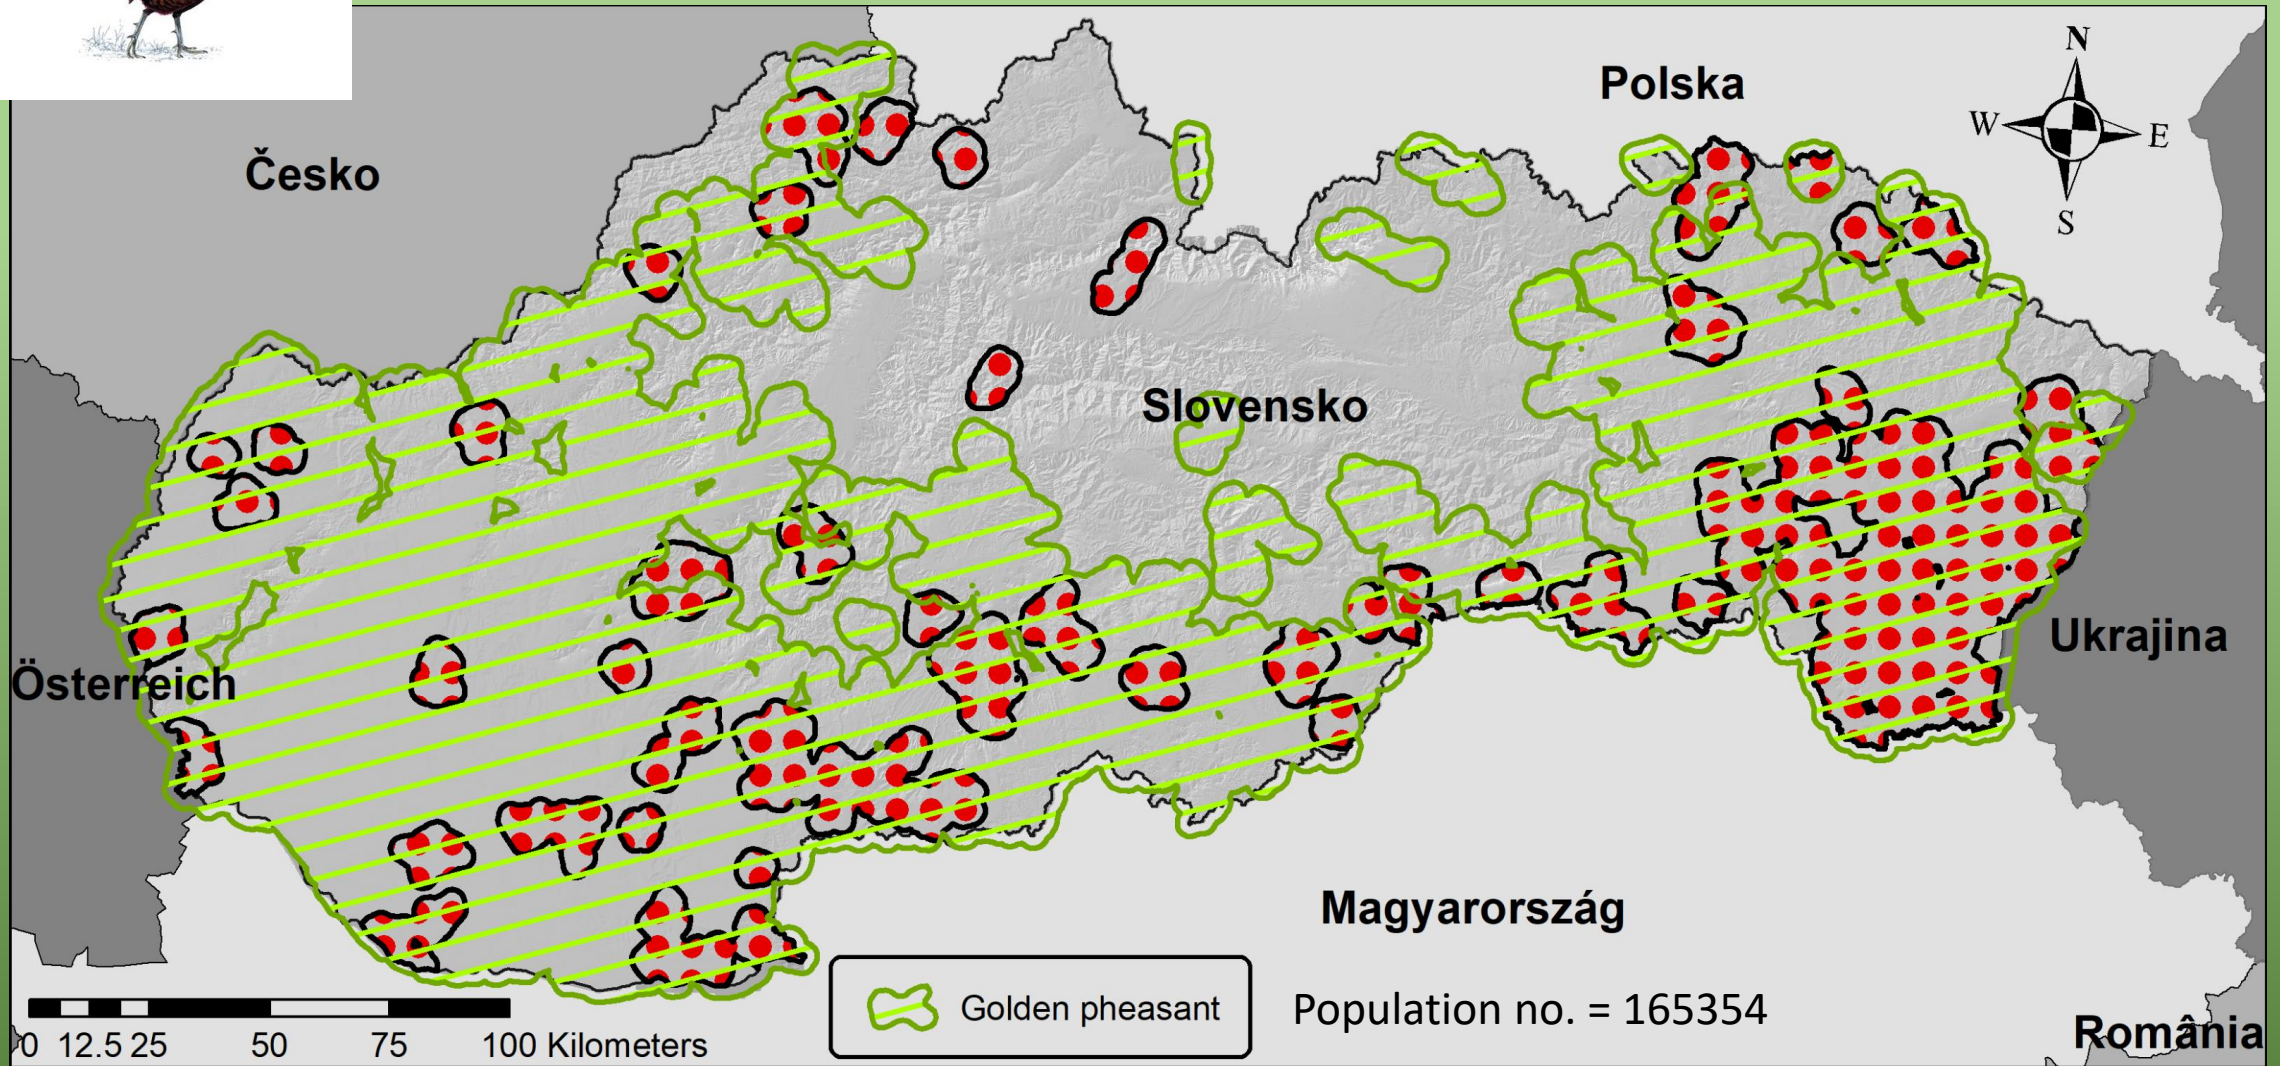 N
Polska
W
E
Česko
S
Slovensko
Ukrajina
Österreich
Magyarország
Golden pheasant
Population no. = 165354
România
0 12.5 25 50 75 100 Kilometers